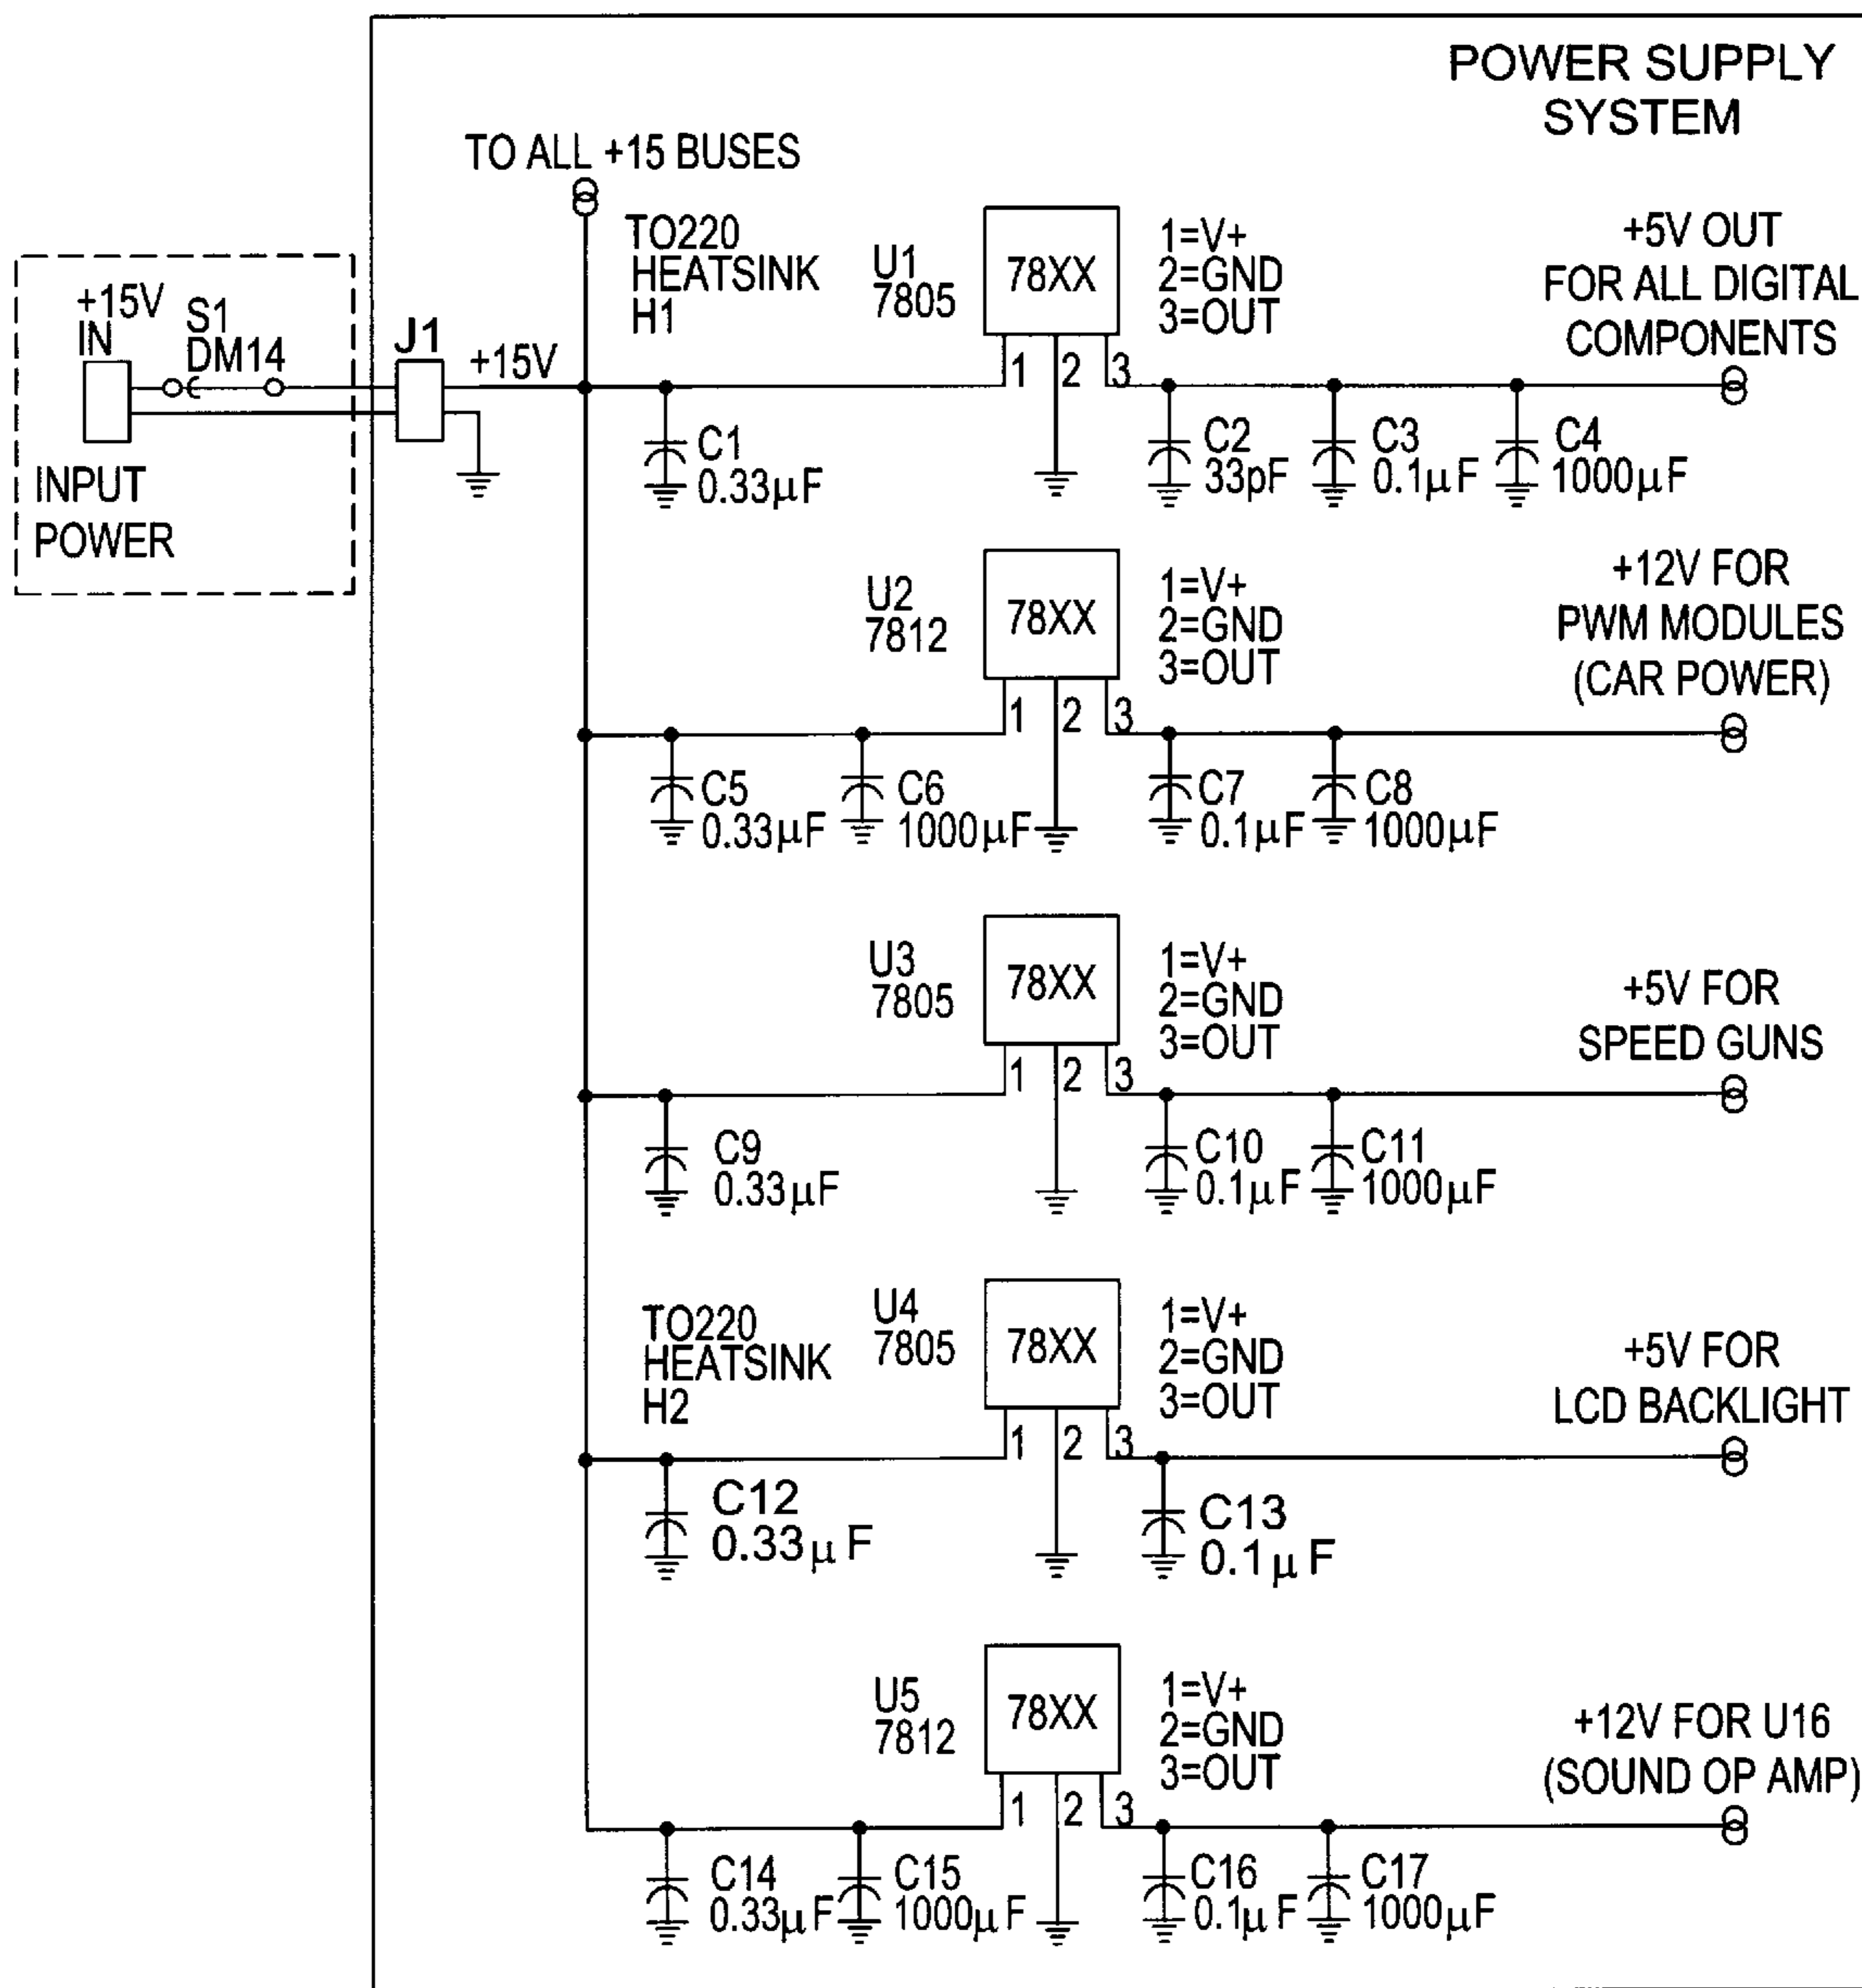 POWER SUPPLY
SYSTEM
TO ALL +15 BUSES
+15V
IN
S1
DM14
INPUT
POWER
J1
+15V
TO220
HEATSINK
H1
U1
7805
78XX
1=V+
2=GND
3=OUT
1
2
3
+5V OUT
FOR ALL DIGITAL
COMPONENTS
C1
0.33µF
C2
33pF
C3
0.1µF
C4
1000µF
U2
7812
78XX
1=V+
2=GND
3=OUT
1
2
3
+12V FOR
PWM MODULES
(CAR POWER)
C5
0.33µF
C6
1000µF
C7
0.1µF
C8
1000µF
U3
7805
78XX
1=V+
2=GND
3=OUT
1
2
3
+5V FOR
SPEED GUNS
C9
0.33µF
C10
0.1µF
C11
1000µF
TO220
HEATSINK
H2
U4
7805
78XX
1=V+
2=GND
3=OUT
1
2
3
+5V FOR
LCD BACKLIGHT
C12
0.33µF
C13
0.1µF
U5
7812
78XX
1=V+
2=GND
3=OUT
1
2
3
+12V FOR U16
(SOUND OP AMP)
C14
0.33µF
C15
1000µF
C16
0.1µF
C17
1000µF